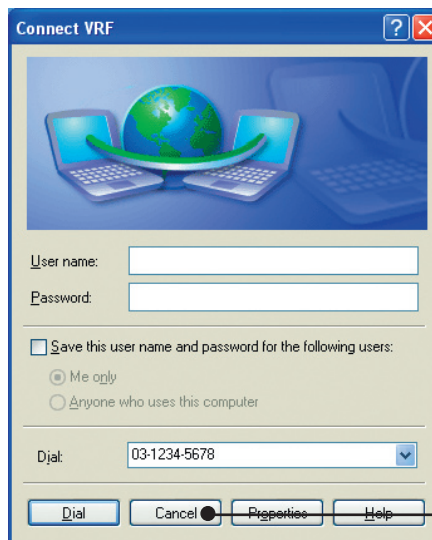 Connect VRF
User name:
Password:
Save this user name and password for the following users:
Me only
Anyone who uses this computer
Dial:
03-1234-5678
Dial
Cancel
Properties
Help